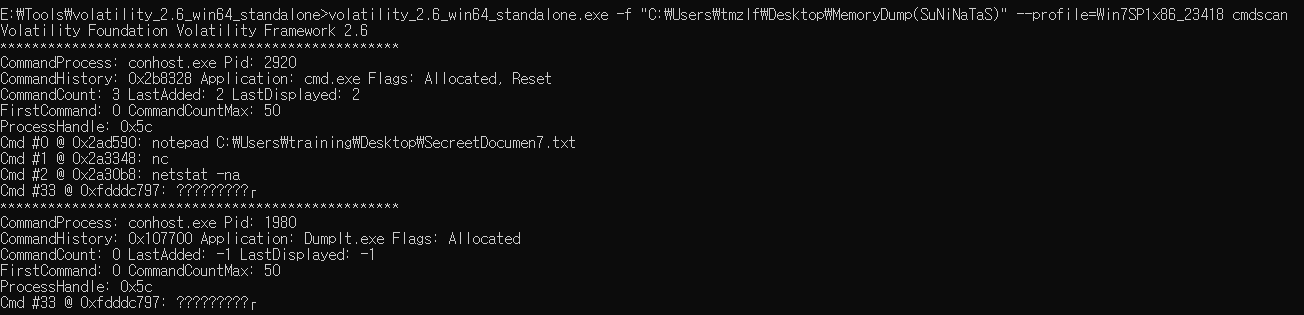 E:₩Tools₩volatility_2.6_win64_standalone>volatility_2.6_win64_standalone.exe -f "C:₩Users₩tmzlf₩Desktop₩MemoryDump(SuNiNaTaS)" --profile=Win7SP1x86_23418 cmdscan
Volatility Foundation Volatility Framework 2.6
**************************************************
CommandProcess: conhost.exe Pid: 2920
CommandHistory: 0x2b8328 Application: cmd.exe Flags: Allocated, Reset
CommandCount: 3 LastAdded: 2 LastDisplayed: 2
FirstCommand: 0 CommandCountMax: 50
ProcessHandle: 0x5c
Cmd #0 @ 0x2ad590: notepad C:₩Users₩training₩Desktop₩SecreetDocumen7.txt
Cmd #1 @ 0x2a3348: nc
Cmd #2 @ 0x2a30b8: netstat -na
Cmd #33 @ 0xfdddc797: ?????????┌
**************************************************
CommandProcess: conhost.exe Pid: 1980
CommandHistory: 0x107700 Application: DumpIt.exe Flags: Allocated
CommandCount: 0 LastAdded: -1 LastDisplayed: -1
FirstCommand: 0 CommandCountMax: 50
ProcessHandle: 0x5c
Cmd #33 @ 0xfdddc797: ?????????┌